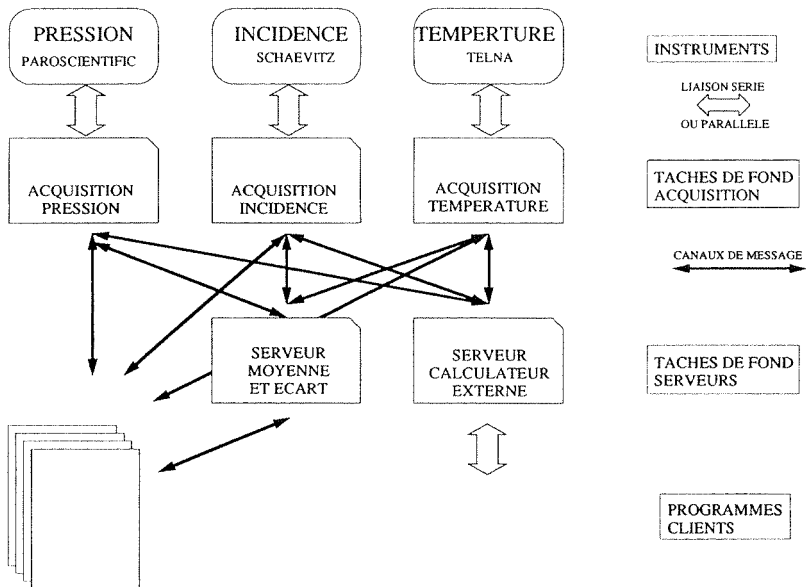 PRESSION
PAROSCIENTIFIC
INCIDENCE
SCHAEVITZ
TEMPERTURE
TELNA
INSTRUMENTS
LIAISON SERIE
OU PARALLELE
ACQUISITION
PRESSION
ACQUISITION
INCIDENCE
ACQUISITION
TEMPERATURE
TACHES DE FOND
ACQUISITION
CANAUX DE MESSAGE
SERVEUR
MOYENNE
ET ECART
SERVEUR
CALCULATEUR
EXTERNE
TACHES DE FOND
SERVEURS
PROGRAMMES
CLIENTS